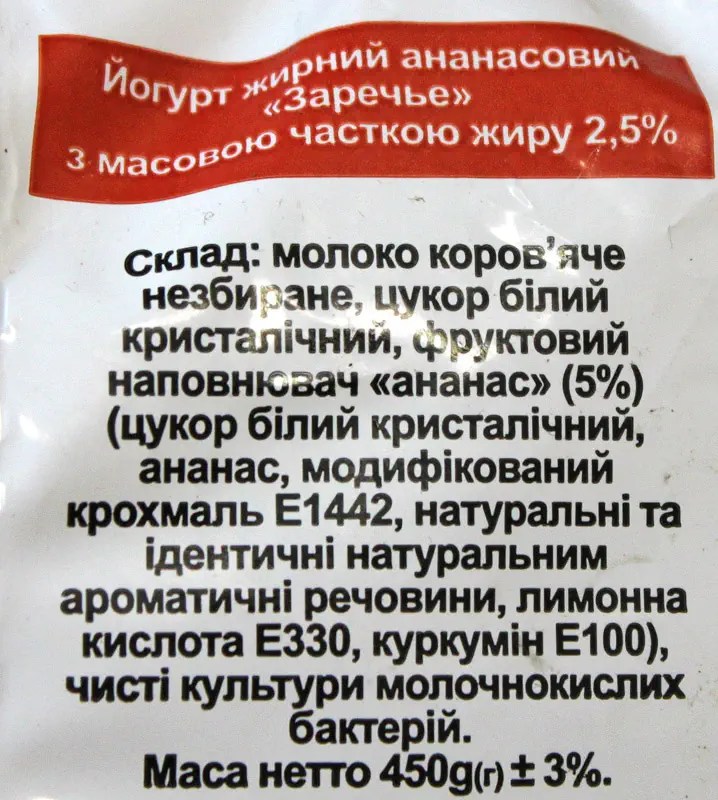 Йогурт жирний ананасовий
«Заречье»
з масовою часткою жиру 2,5%
Склад: молоко коров'яче
незбиране, цукор білий
кристалічний, фруктовий
наповнювач «ананас» (5%)
(цукор білий кристалічний,
ананас, модифікований
крохмаль Е1442, натуральні та
ідентичні натуральним
ароматичні речовини, лимонна
кислота Е330, куркумін Е100),
чисті культури молочнокислих
бактерій.
Маса нетто 450g(г) ± 3%.